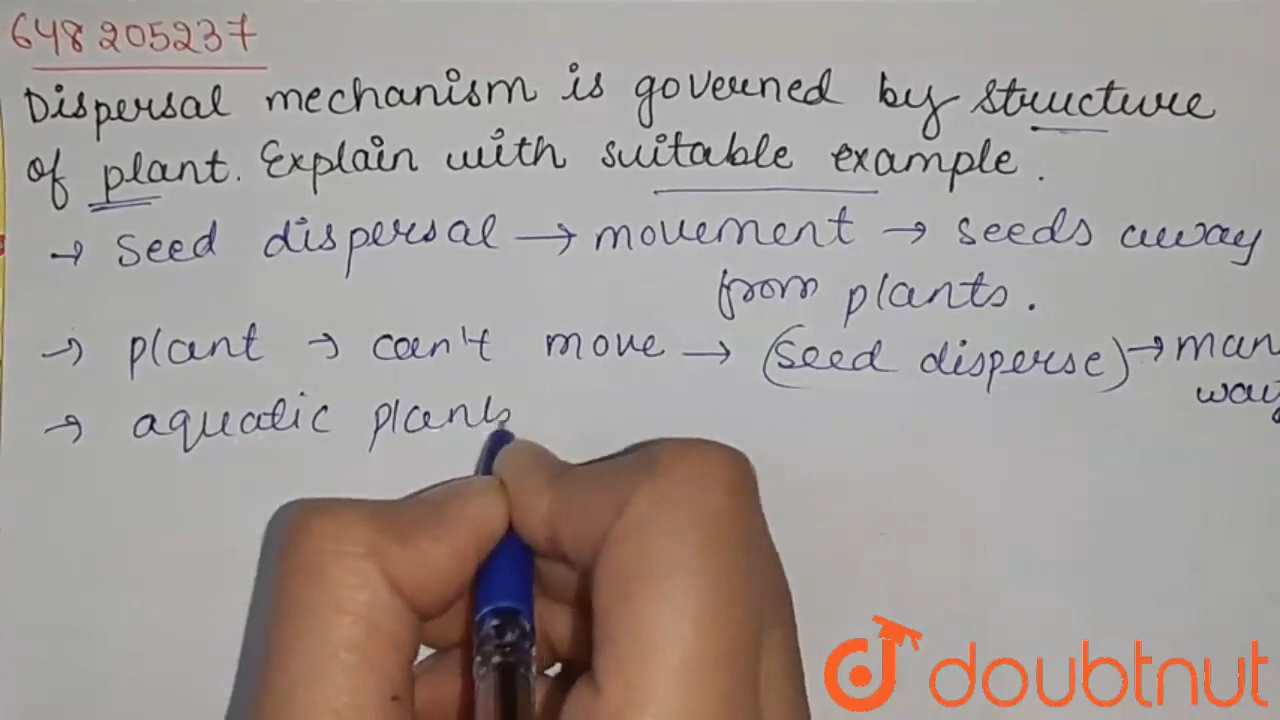 648205237
Dispersal mechanism is governed by structure
of plant. Explain with suitable example.
→ Seed dispersal → movement → seeds away
from plants.
→ plant → can't move → (seed disperse) → man
way
→ aquatic plants
doubtnut